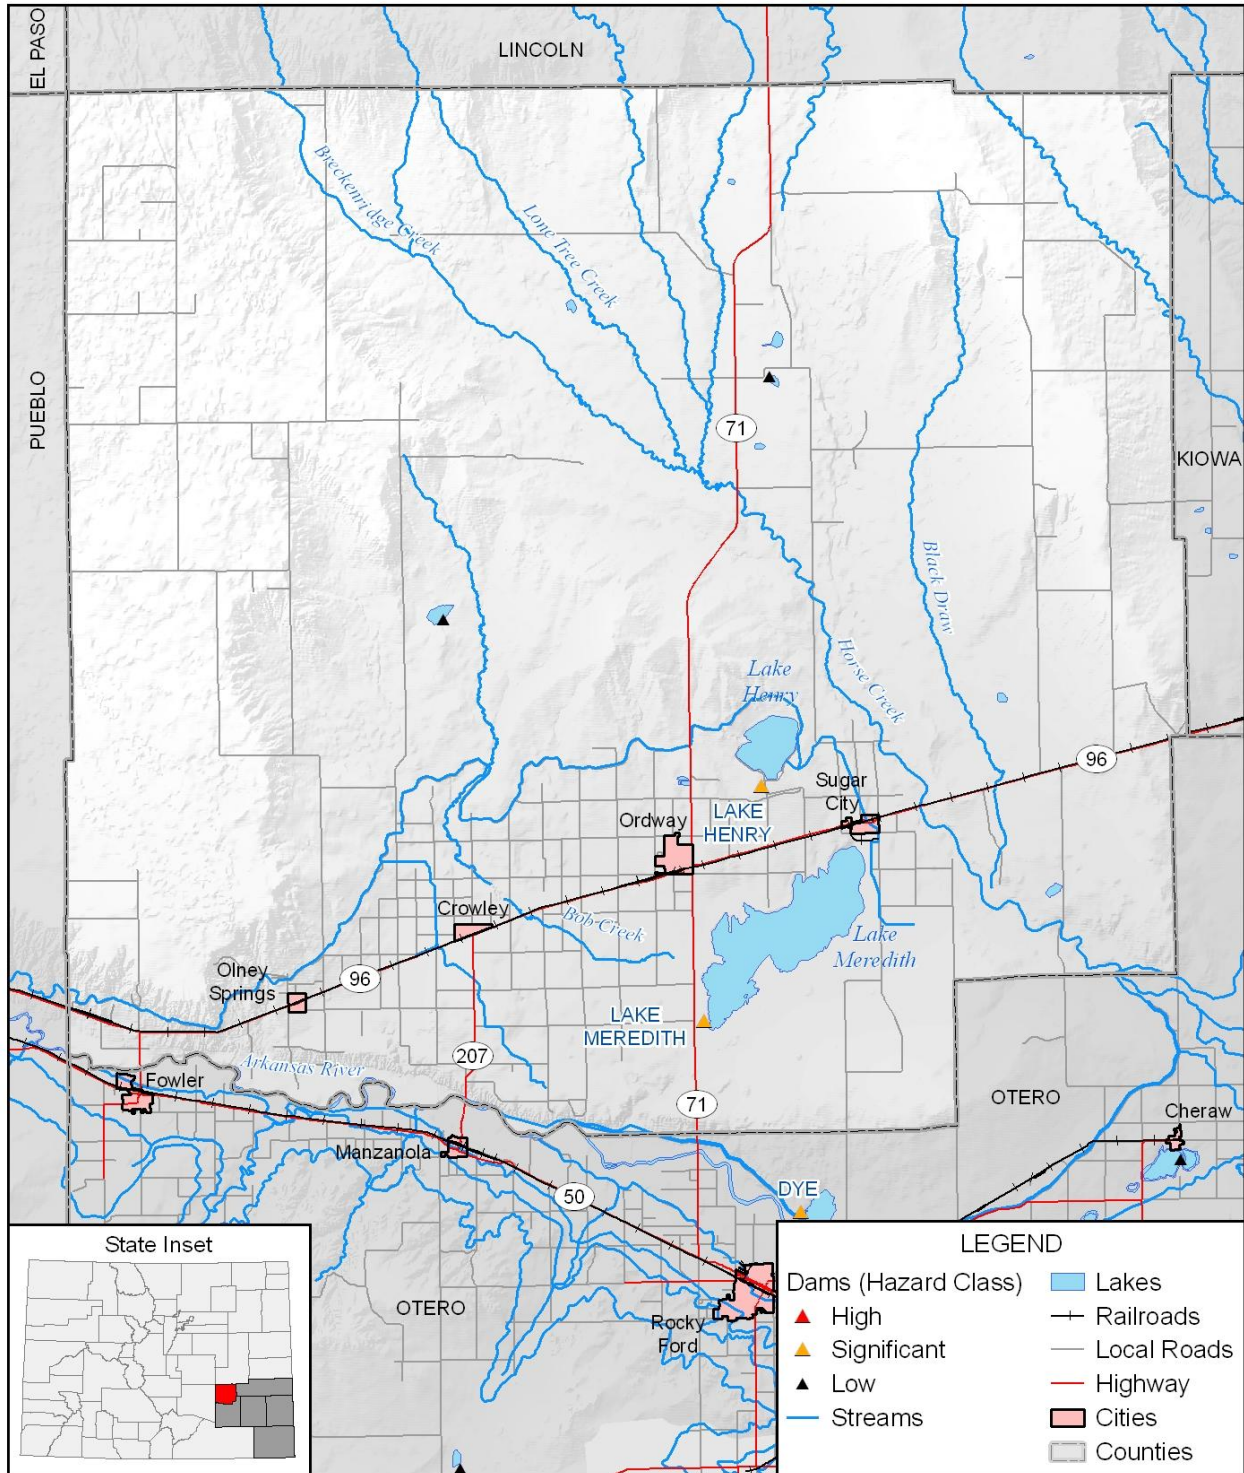 EL PASO
LINCOLN
Breckenridge Creek
Lone Tree Creek
PUEBLO
71
KIOWA
Black Draw
Horse Creek
Lake
Henry
96
Sugar
City
LAKE
HENRY
Ordway
Crowley
Bob Creek
Lake
Meredith
Olney
Springs
96
LAKE
MEREDITH
207
Arkansas River
Fowler
71
OTERO
Cheraw
Manzanola
50
DYE
OTERO
Rocky
Ford
State Inset
LEGEND
Dams (Hazard Class)
High
Significant
Low
Streams
Lakes
Railroads
Local Roads
Highway
Cities
Counties